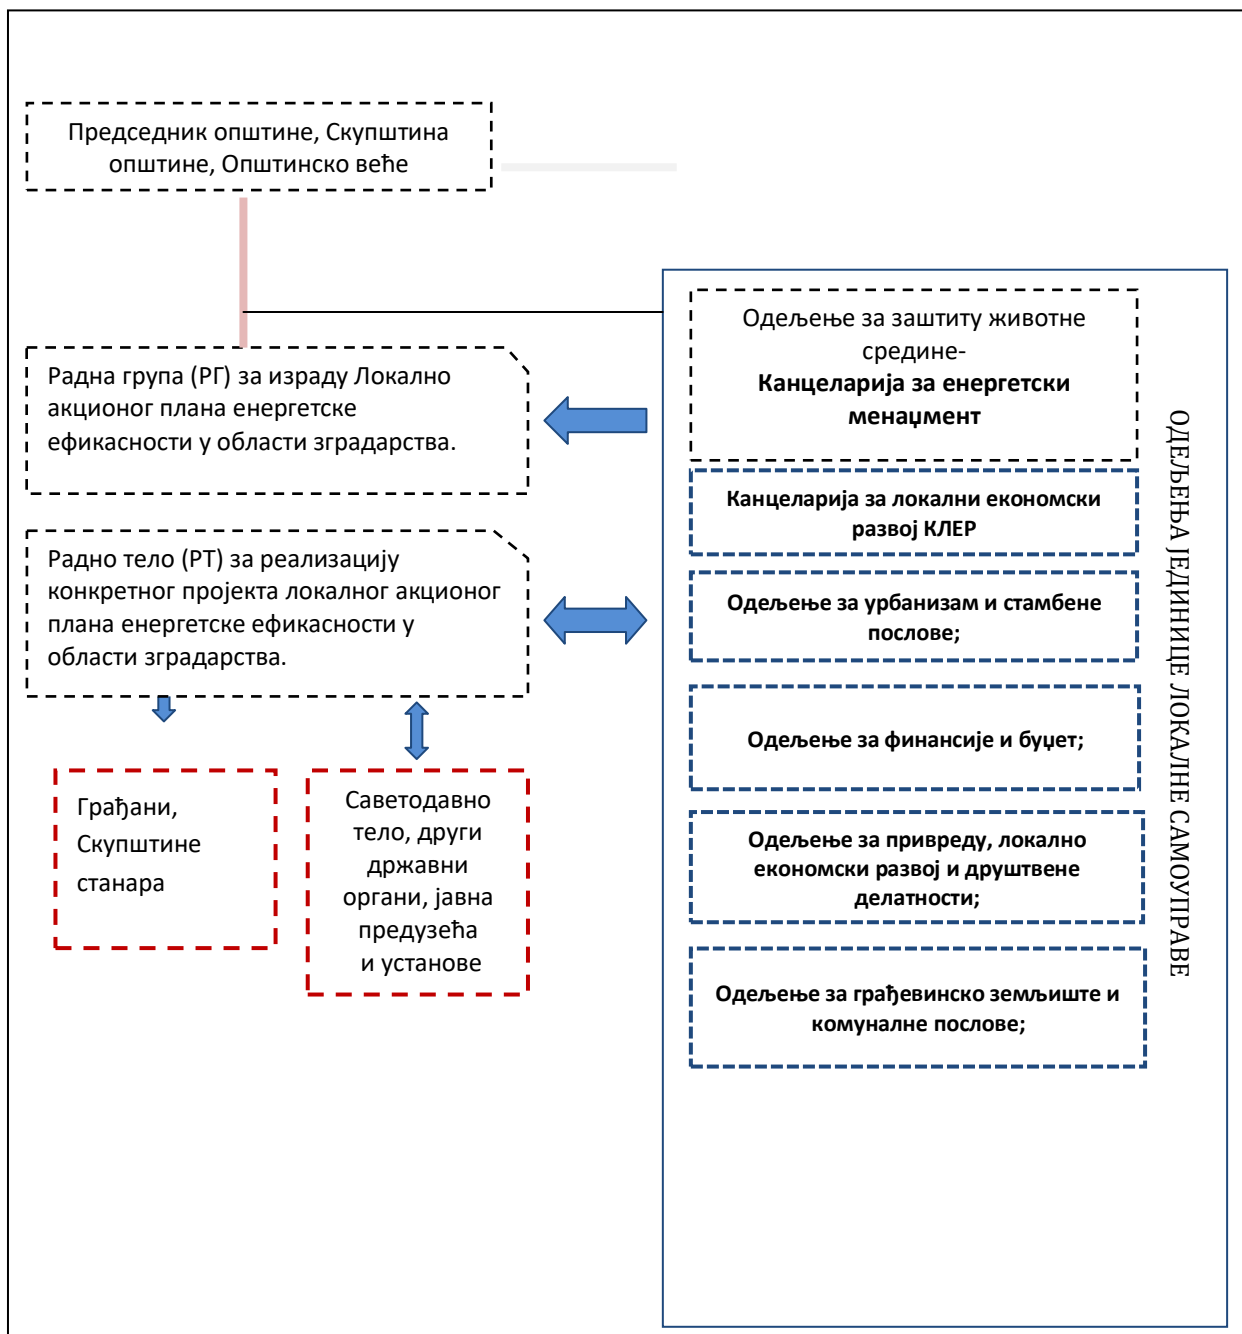 Председник општине, Скупштина
општине, Општинско веће
Радна група (РГ) за израду Локално
акционог плана енергетске
ефикасности у области зградарства.
Радно тело (РТ) за реализацију
конкретног пројекта локалног акционог
плана енергетске ефикасности у
области зградарства.
Грађани,
Скупштине
станара
Саветодавно
тело, други
државни
органи, јавна
предузећа
и установе
Одељење за заштиту животне
средине-
Канцеларија за енергетски
менаџмент
Канцеларија за локални економски
развој КЛЕР
Одељење за урбанизам и стамбене
послове;
Одељење за финансије и буџет;
Одељење за привреду, локално
економски развој и друштвене
делатности;
Одељење за грађевинско земљиште и
комуналне послове;
ОДЕЉЕЊА ЈЕДИНИЦЕ ЛОКАЛНЕ САМОУПРАВЕ